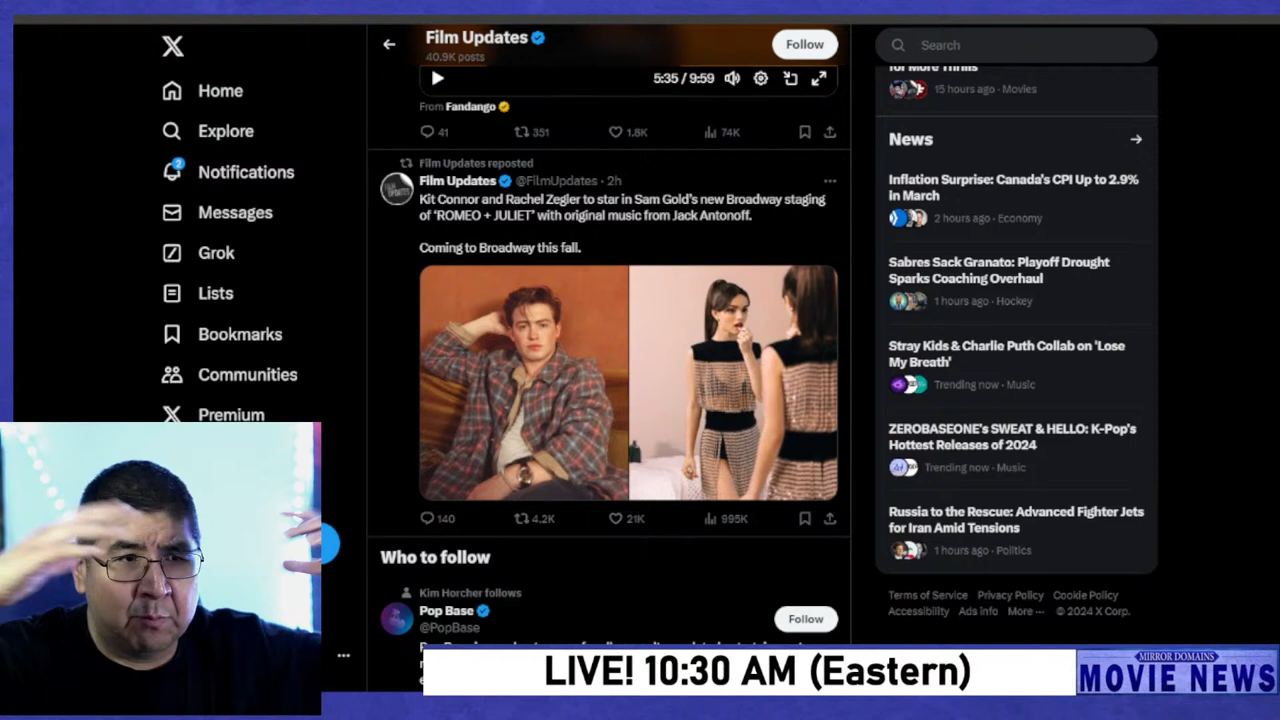 Home
Explore
2
Notifications
Messages
Grok
Lists
Bookmarks
Communities
Premium
Film Updates
40.9K posts
Follow
5:35 / 9:59
From Fandango
41
351
1.8K
74K
Film Updates reposted
Film Updates @FilmUpdates · 2h
Kit Connor and Rachel Zegler to star in Sam Gold's new Broadway staging
of 'ROMEO + JULIET' with original music from Jack Antonoff.
Coming to Broadway this fall.
140
4.2K
21K
995K
Who to follow
Kim Horcher follows
Pop Base
@PopBase
Follow
Search
for More Thrills
15 hours ago · Movies
News
Inflation Surprise: Canada's CPI Up to 2.9%
in March
2 hours ago · Economy
Sabres Sack Granato: Playoff Drought
Sparks Coaching Overhaul
1 hours ago · Hockey
Stray Kids & Charlie Puth Collab on 'Lose
My Breath'
Trending now · Music
ZEROBASEONE's SWEAT & HELLO: K-Pop's
Hottest Releases of 2024
Trending now · Music
Russia to the Rescue: Advanced Fighter Jets
for Iran Amid Tensions
1 hours ago · Politics
Terms of Service Privacy Policy Cookie Policy
Accessibility Ads info More ··· © 2024 X Corp.
LIVE! 10:30 AM (Eastern)
MIRROR DOMAINS
MOVIE NEWS